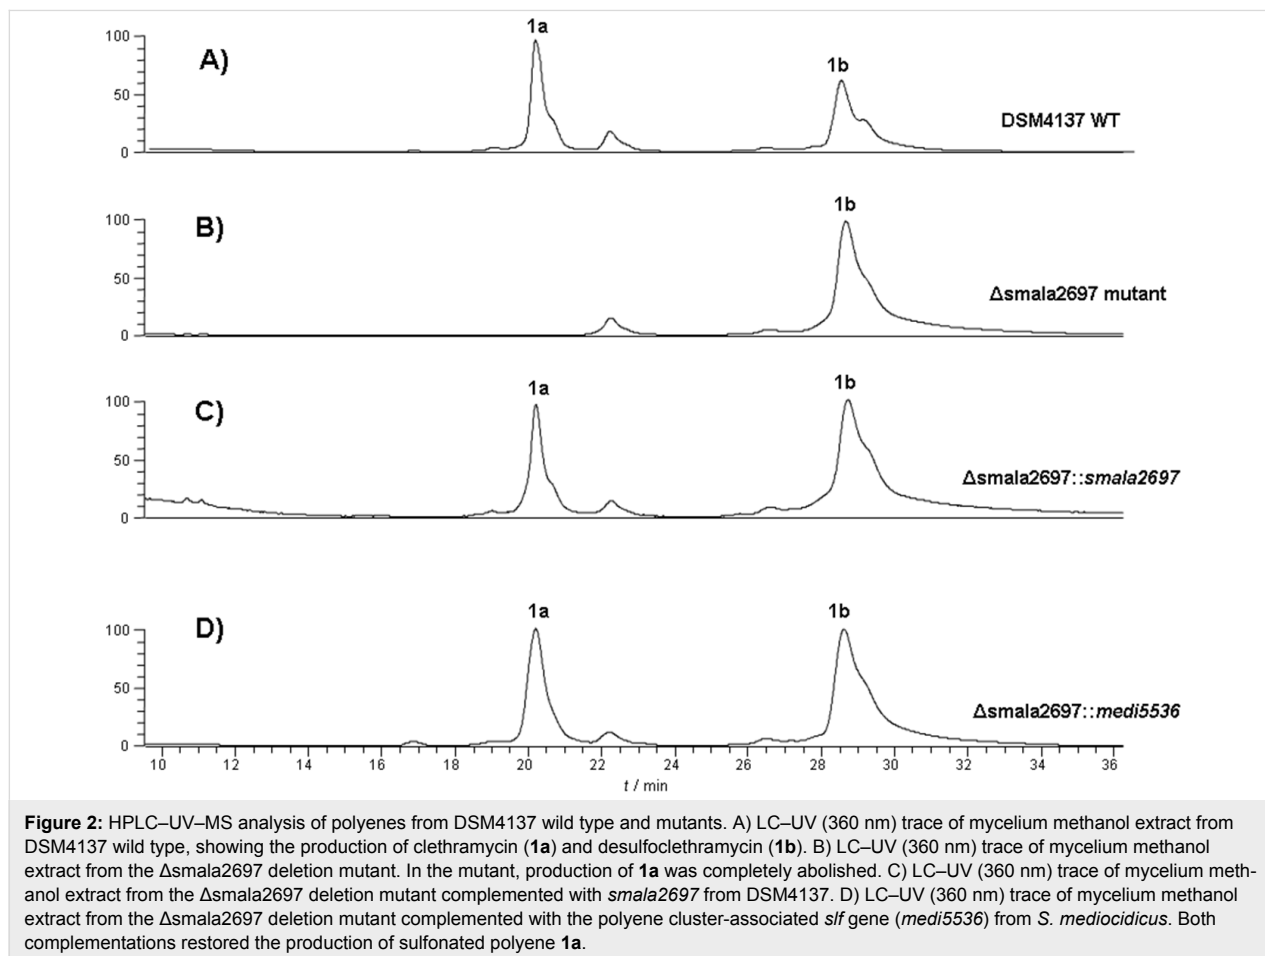 1a
1b
A)
100
50
0
DSM4137 WT
1b
B)
100
50
0
Δsmala2697 mutant
1a
1b
C)
100
50
0
Δsmala2697::smala2697
1a
1b
D)
100
50
0
Δsmala2697::medi5536
10 12 14 16 18 20 22 24 26 28 30 32 34 36
t / min
Figure 2: HPLC–UV–MS analysis of polyenes from DSM4137 wild type and mutants. A) LC–UV (360 nm) trace of mycelium methanol extract from
DSM4137 wild type, showing the production of clethramycin (1a) and desulfoclethramycin (1b). B) LC–UV (360 nm) trace of mycelium methanol
extract from the Δsmala2697 deletion mutant. In the mutant, production of 1a was completely abolished. C) LC–UV (360 nm) trace of mycelium meth-
anol extract from the Δsmala2697 deletion mutant complemented with smala2697 from DSM4137. D) LC–UV (360 nm) trace of mycelium methanol
extract from the Δsmala2697 deletion mutant complemented with the polyene cluster-associated slf gene (medi5536) from S. mediocidicus. Both
complementations restored the production of sulfonated polyene 1a.